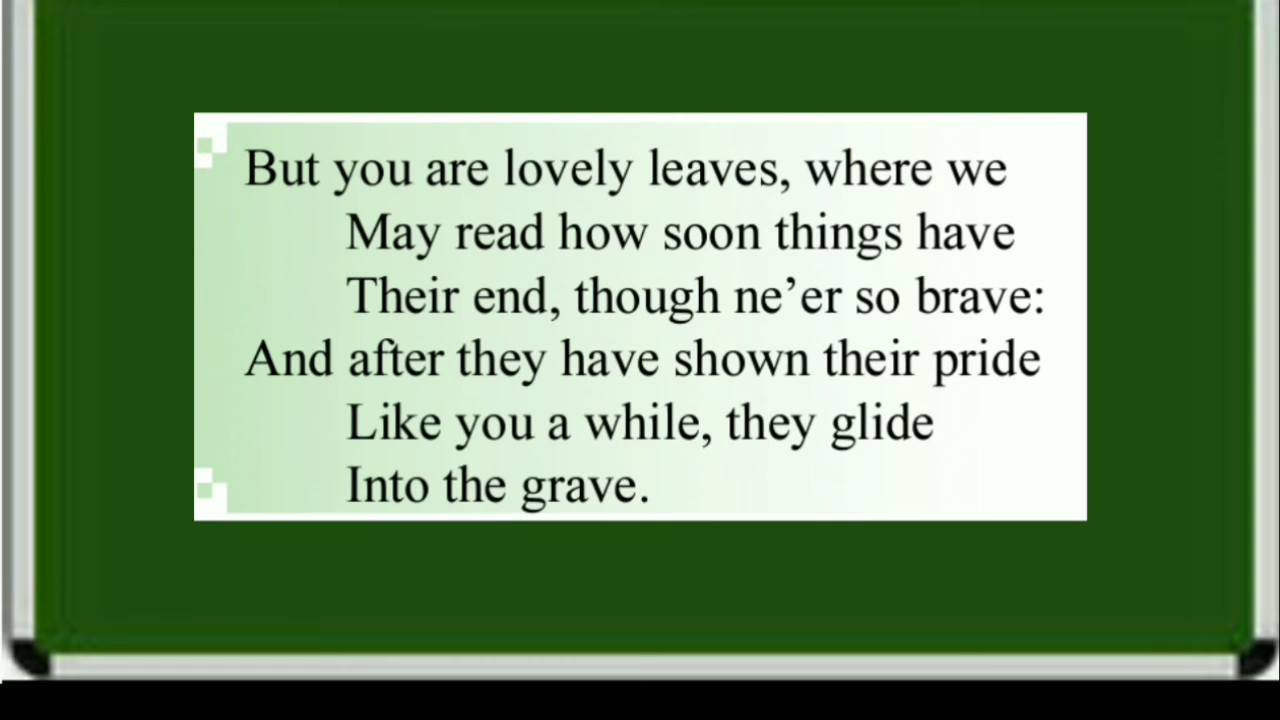 But you are lovely leaves, where we
May read how soon things have
Their end, though ne’er so brave:
And after they have shown their pride
Like you a while, they glide
Into the grave.